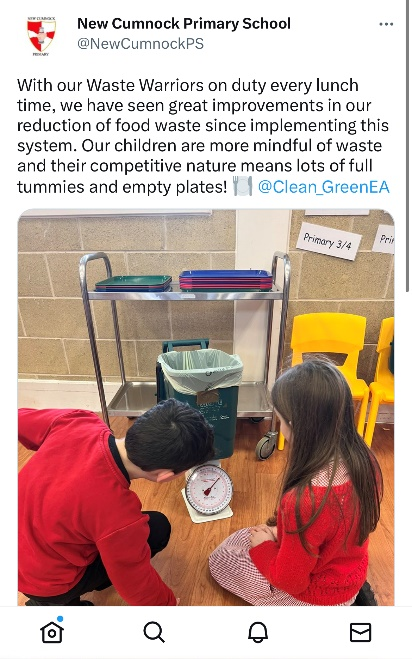 New Cumnock Primary School
@NewCumnockPS
With our Waste Warriors on duty every lunch
time, we have seen great improvements in our
reduction of food waste since implementing this
system. Our children are more mindful of waste
and their competitive nature means lots of full
tummies and empty plates! 🍽️ @Clean_GreenEA
Primary 3/4
Pri